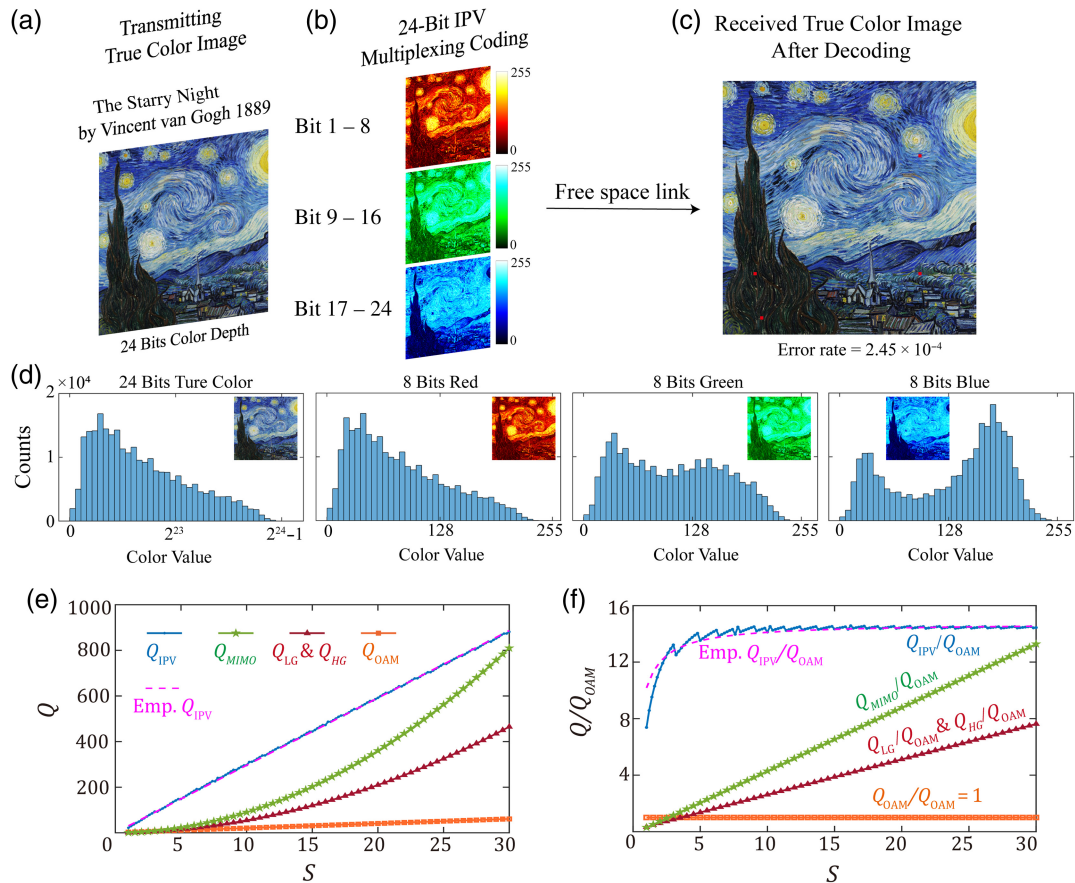 (a)
Transmitting
True Color Image
The Starry Night
by Vincent van Gogh 1889
24 Bits Color Depth
(b)
24-Bit IPV
Multiplexing Coding
Bit 1 – 8
255
0
Bit 9 – 16
255
0
Bit 17 – 24
255
0
Free space link
(c)
Received True Color Image
After Decoding
Error rate = 2.45 × 10⁻⁴
(d)
24 Bits Ture Color
8 Bits Red
8 Bits Green
8 Bits Blue
×10⁴
2
1
0
Counts
0 2²³ 2²⁴-1
0 128 255
0 128 255
0 128 255
Color Value
Color Value
Color Value
Color Value
(e)
1000
800
600
400
200
0
Q
Q_IPV Q_MIMO Q_LG & Q_HG Q_OAM
Emp. Q_IPV
5 10 15 20 25 30
S
(f)
16
12
8
4
0
Q/Q_OAM
Q_IPV/Q_OAM
Emp. Q_IPV/Q_OAM
Q_MIMO/Q_OAM
Q_LG/Q_OAM & Q_HG/Q_OAM
Q_OAM/Q_OAM = 1
5 10 15 20 25 30
S